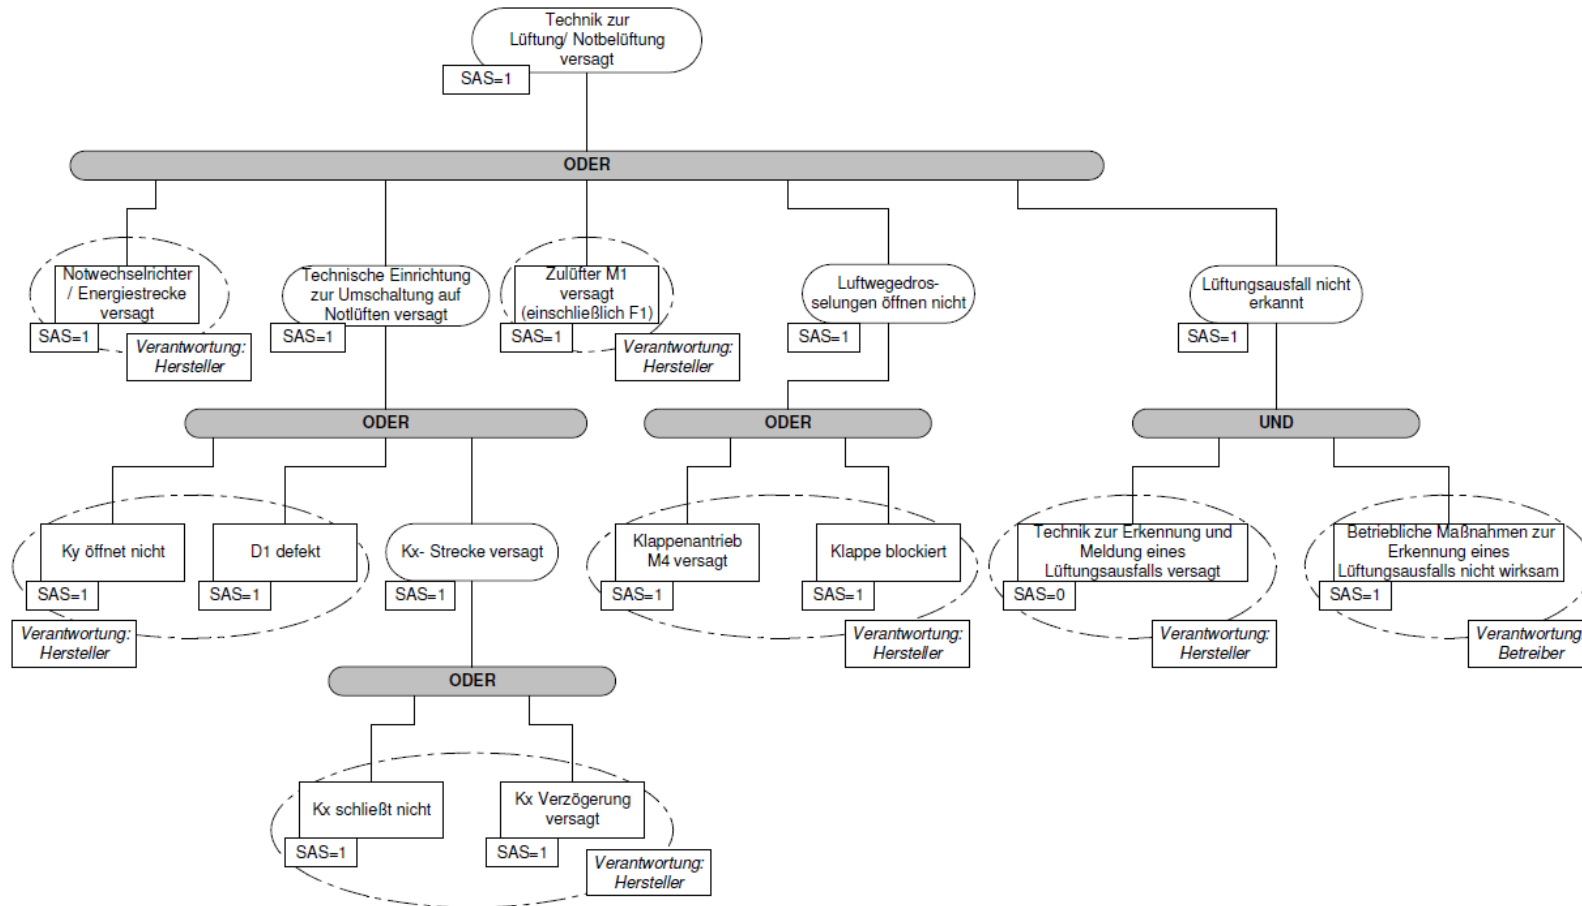 Technik zur
Lüftung/ Notbelüftung
versagt
SAS=1
ODER
Notwechselrichter
/ Energiestrecke
versagt
SAS=1
Verantwortung:
Hersteller
Technische Einrichtung
zur Umschaltung auf
Notlüften versagt
SAS=1
Zulüfter M1
versagt
(einschließlich F1)
SAS=1
Verantwortung:
Hersteller
Luftwegedros-
selungen öffnen nicht
SAS=1
Lüftungsausfall nicht
erkannt
SAS=1
ODER
ODER
UND
Ky öffnet nicht
SAS=1
Verantwortung:
Hersteller
D1 defekt
SAS=1
Kx- Strecke versagt
SAS=1
Klappenantrieb
M4 versagt
SAS=1
Klappe blockiert
SAS=1
Verantwortung:
Hersteller
Technik zur Erkennung und
Meldung eines
Lüftungsausfalls versagt
SAS=0
Verantwortung:
Hersteller
Betriebliche Maßnahmen zur
Erkennung eines
Lüftungsausfalls nicht wirksam
SAS=1
Verantwortung:
Betreiber
ODER
Kx schließt nicht
SAS=1
Kx Verzögerung
versagt
SAS=1
Verantwortung:
Hersteller